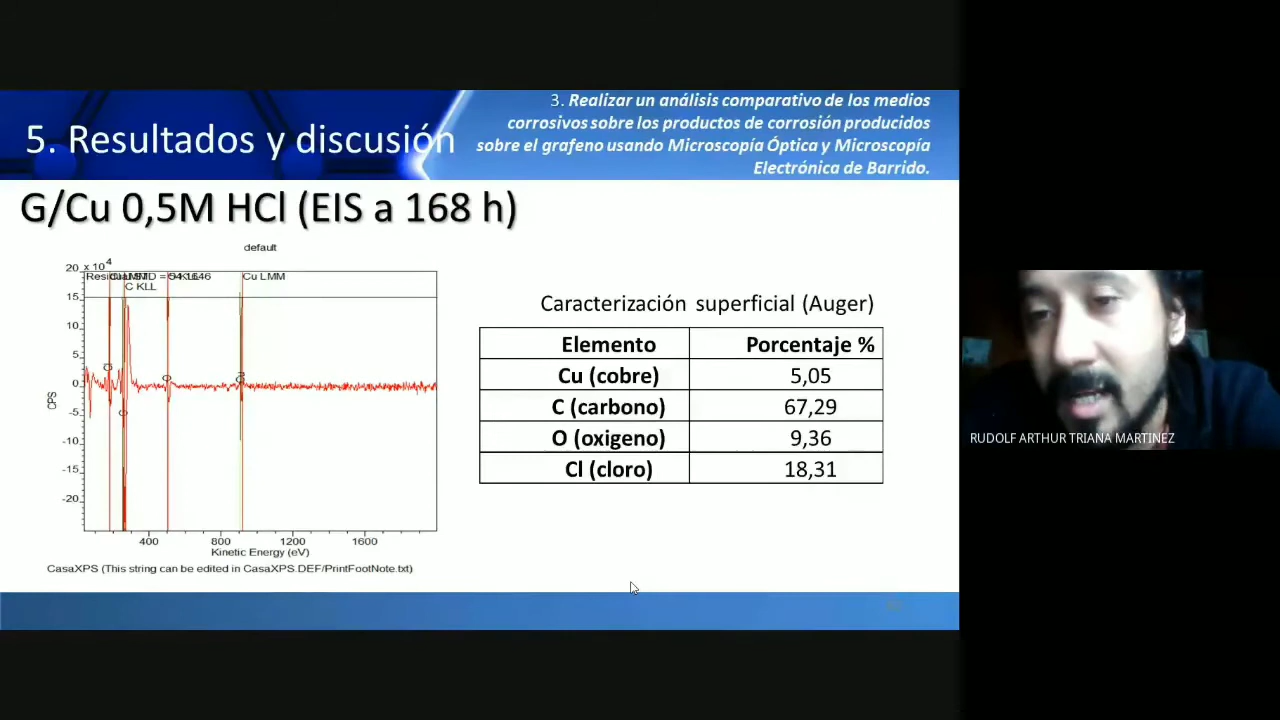 5. Resultados y discusión
3. Realizar un análisis comparativo de los medios
corrosivos sobre los productos de corrosión producidos
sobre el grafeno usando Microscopía Óptica y Microscopía
Electrónica de Barrido.
G/Cu 0,5M HCl (EIS a 168 h)
default
20 x 10 4
Cu LMM
C KLL
15
10
5
0
-5
-10
-15
-20
CPS
400 800 1200 1600
Kinetic Energy (eV)
CasaXPS (This string can be edited in CasaXPS.DEF/PrintFootNote.txt)
Caracterización superficial (Auger)
Elemento Porcentaje %
Cu (cobre) 5,05
C (carbono) 67,29
O (oxigeno) 9,36
Cl (cloro) 18,31
RUDOLF ARTHUR TRIANA MARTINEZ